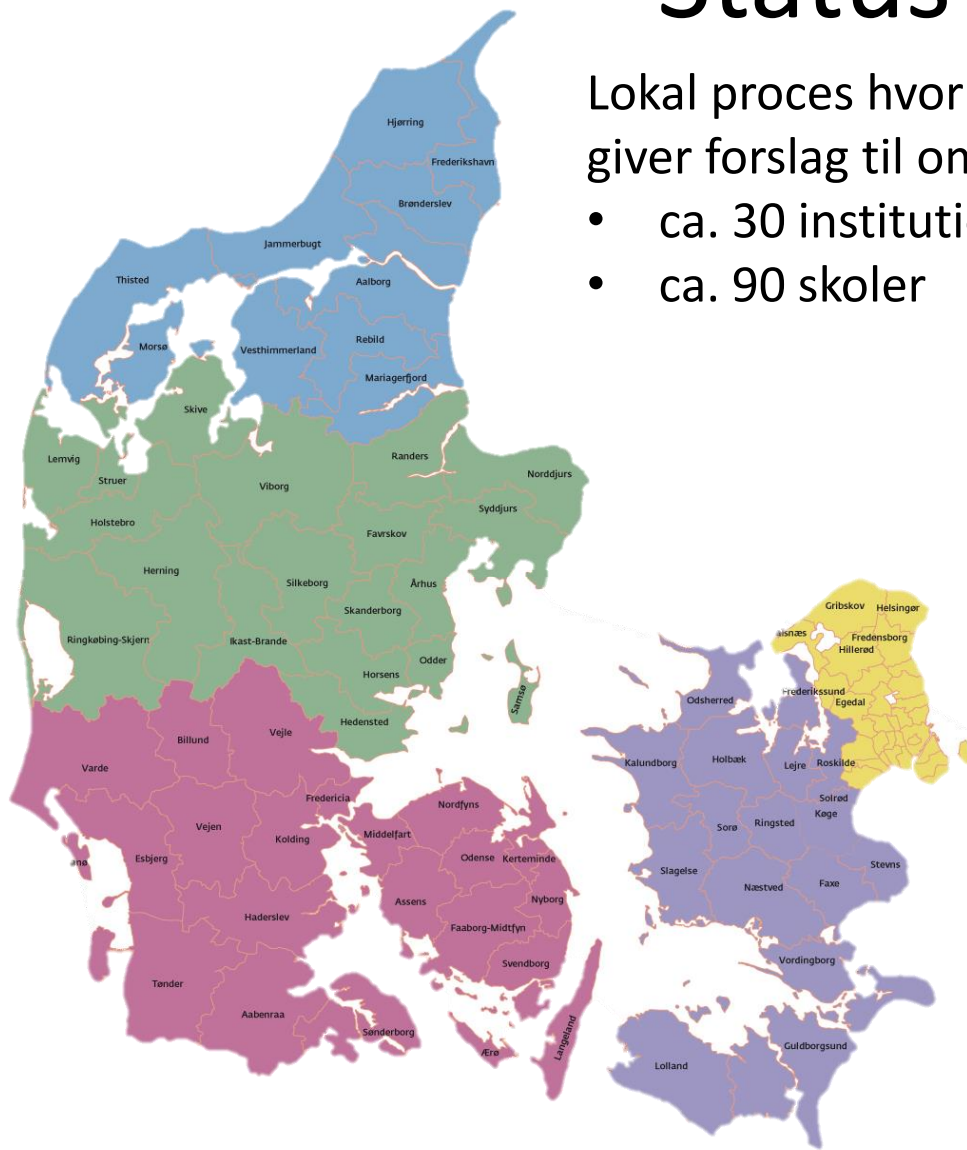 Status
Lokal proces hvor
giver forslag til om
• ca. 30 instituti
• ca. 90 skoler
Hjørring
Frederikshavn
Brønderslev
Jammerbugt
Thisted
Aalborg
Morsø
Vesthimmerland
Rebild
Mariagerfjord
Skive
Lemvig
Struer
Viborg
Randers
Norddjurs
Syddjurs
Holstebro
Favrskov
Herning
Silkeborg
Århus
Skanderborg
Ringkøbing-Skjern
Ikast-Brande
Odder
Horsens
Samsø
Hedensted
Billund
Vejle
Varde
Fredericia
Vejen
Kolding
Esbjerg
anø
Haderslev
Tønder
Aabenraa
Sønderborg
Nordfyns
Middelfart
Odense
Kerteminde
Assens
Nyborg
Faaborg-Midtfyn
Svendborg
Ærø
Langeland
Gribskov
Helsingør
alsnæs
Fredensborg
Hillerød
Frederikssund
Egedal
Odsherred
Kalundborg
Holbæk
Lejre
Roskilde
Solrød
Køge
Sorø
Ringsted
Slagelse
Næstved
Faxe
Stevns
Vordingborg
Guldborgsund
Lolland